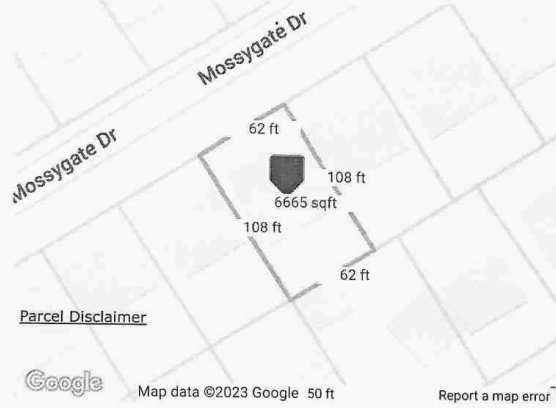 Mossygate Dr
Mossygate Dr
62 ft
108 ft
6665 sqft
108 ft
62 ft
Parcel Disclaimer
Google
Map data ©2023 Google 50 ft
Report a map error